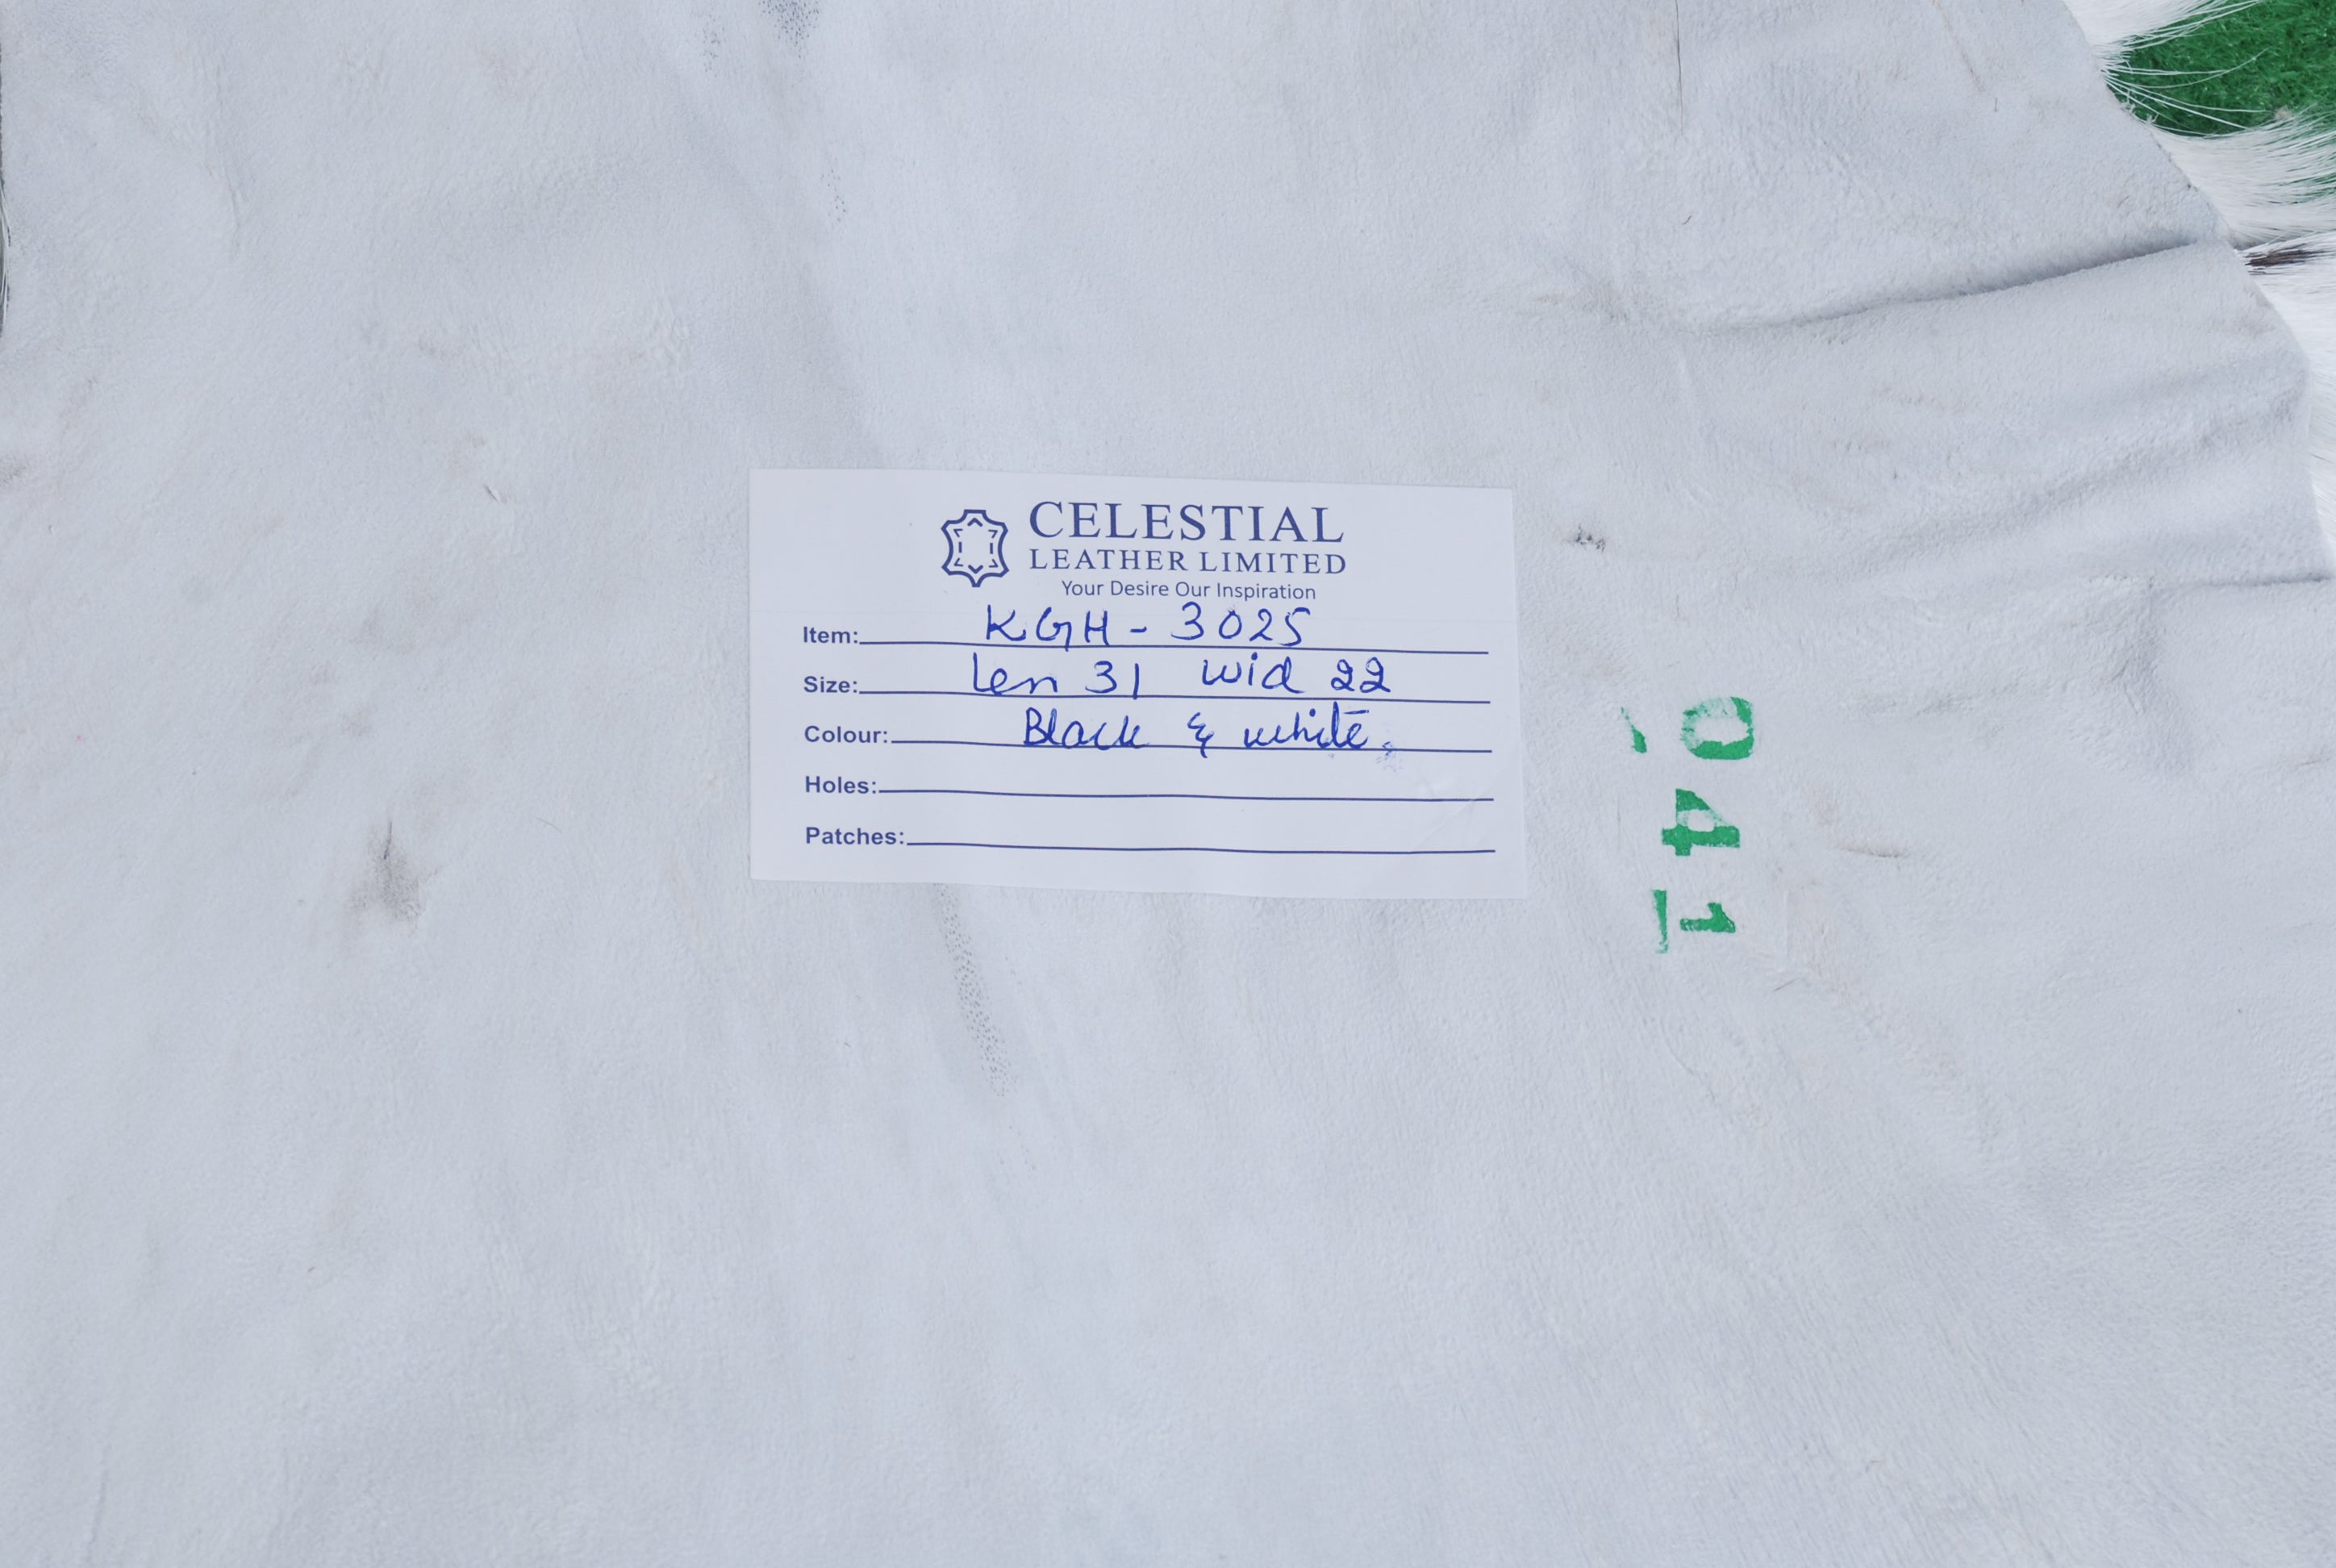 CELESTIAL
LEATHER LIMITED
Your Desire Our Inspiration
Item: KGH - 3025
Size: Len 31 Wid 22
Colour: Black & white.
Holes:
Patches:
041